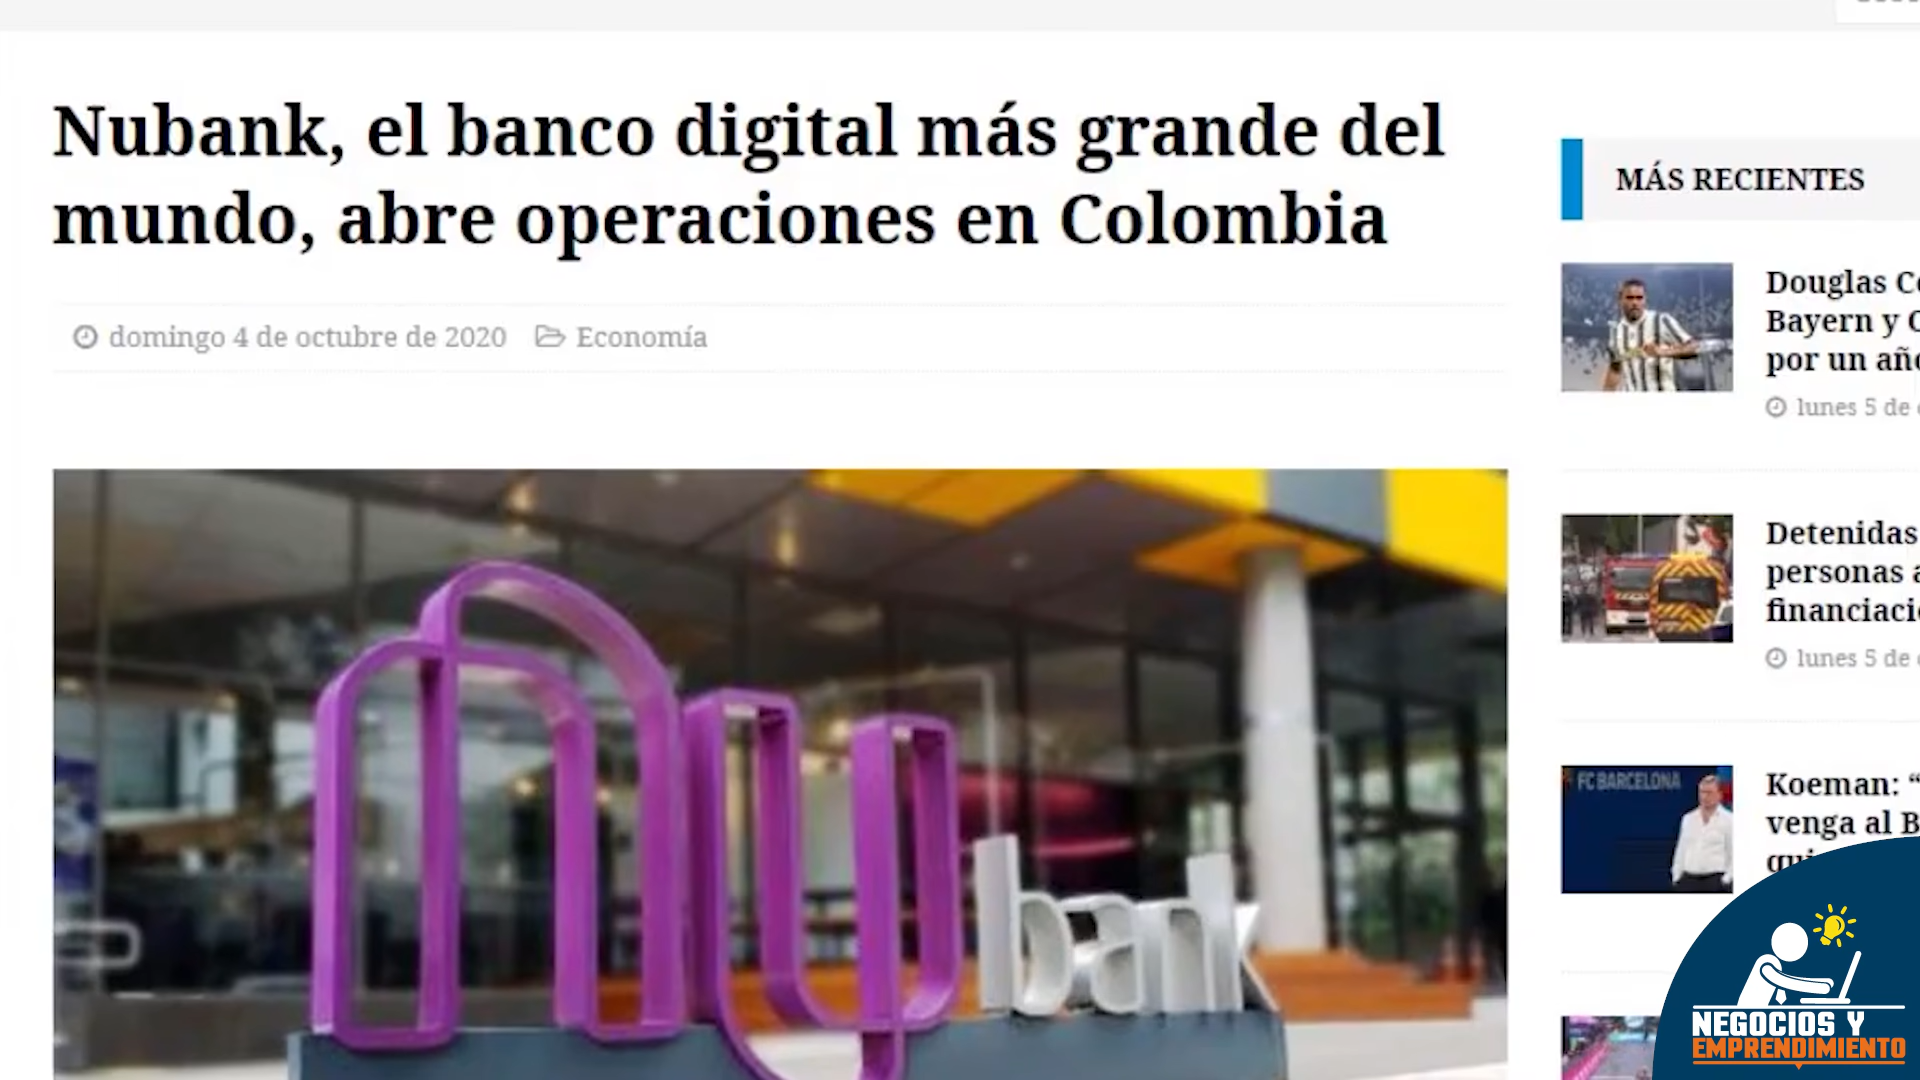 Nubank, el banco digital más grande del
mundo, abre operaciones en Colombia
domingo 4 de octubre de 2020 Economía
nu bank
MÁS RECIENTES
Douglas
Bayern y
por un
lunes 5 de
Detenidas
personas
lunes 5 de
FC BARCELONA
Koeman: “
venga al
NEGOCIOS Y
EMPRENDIMIENTO